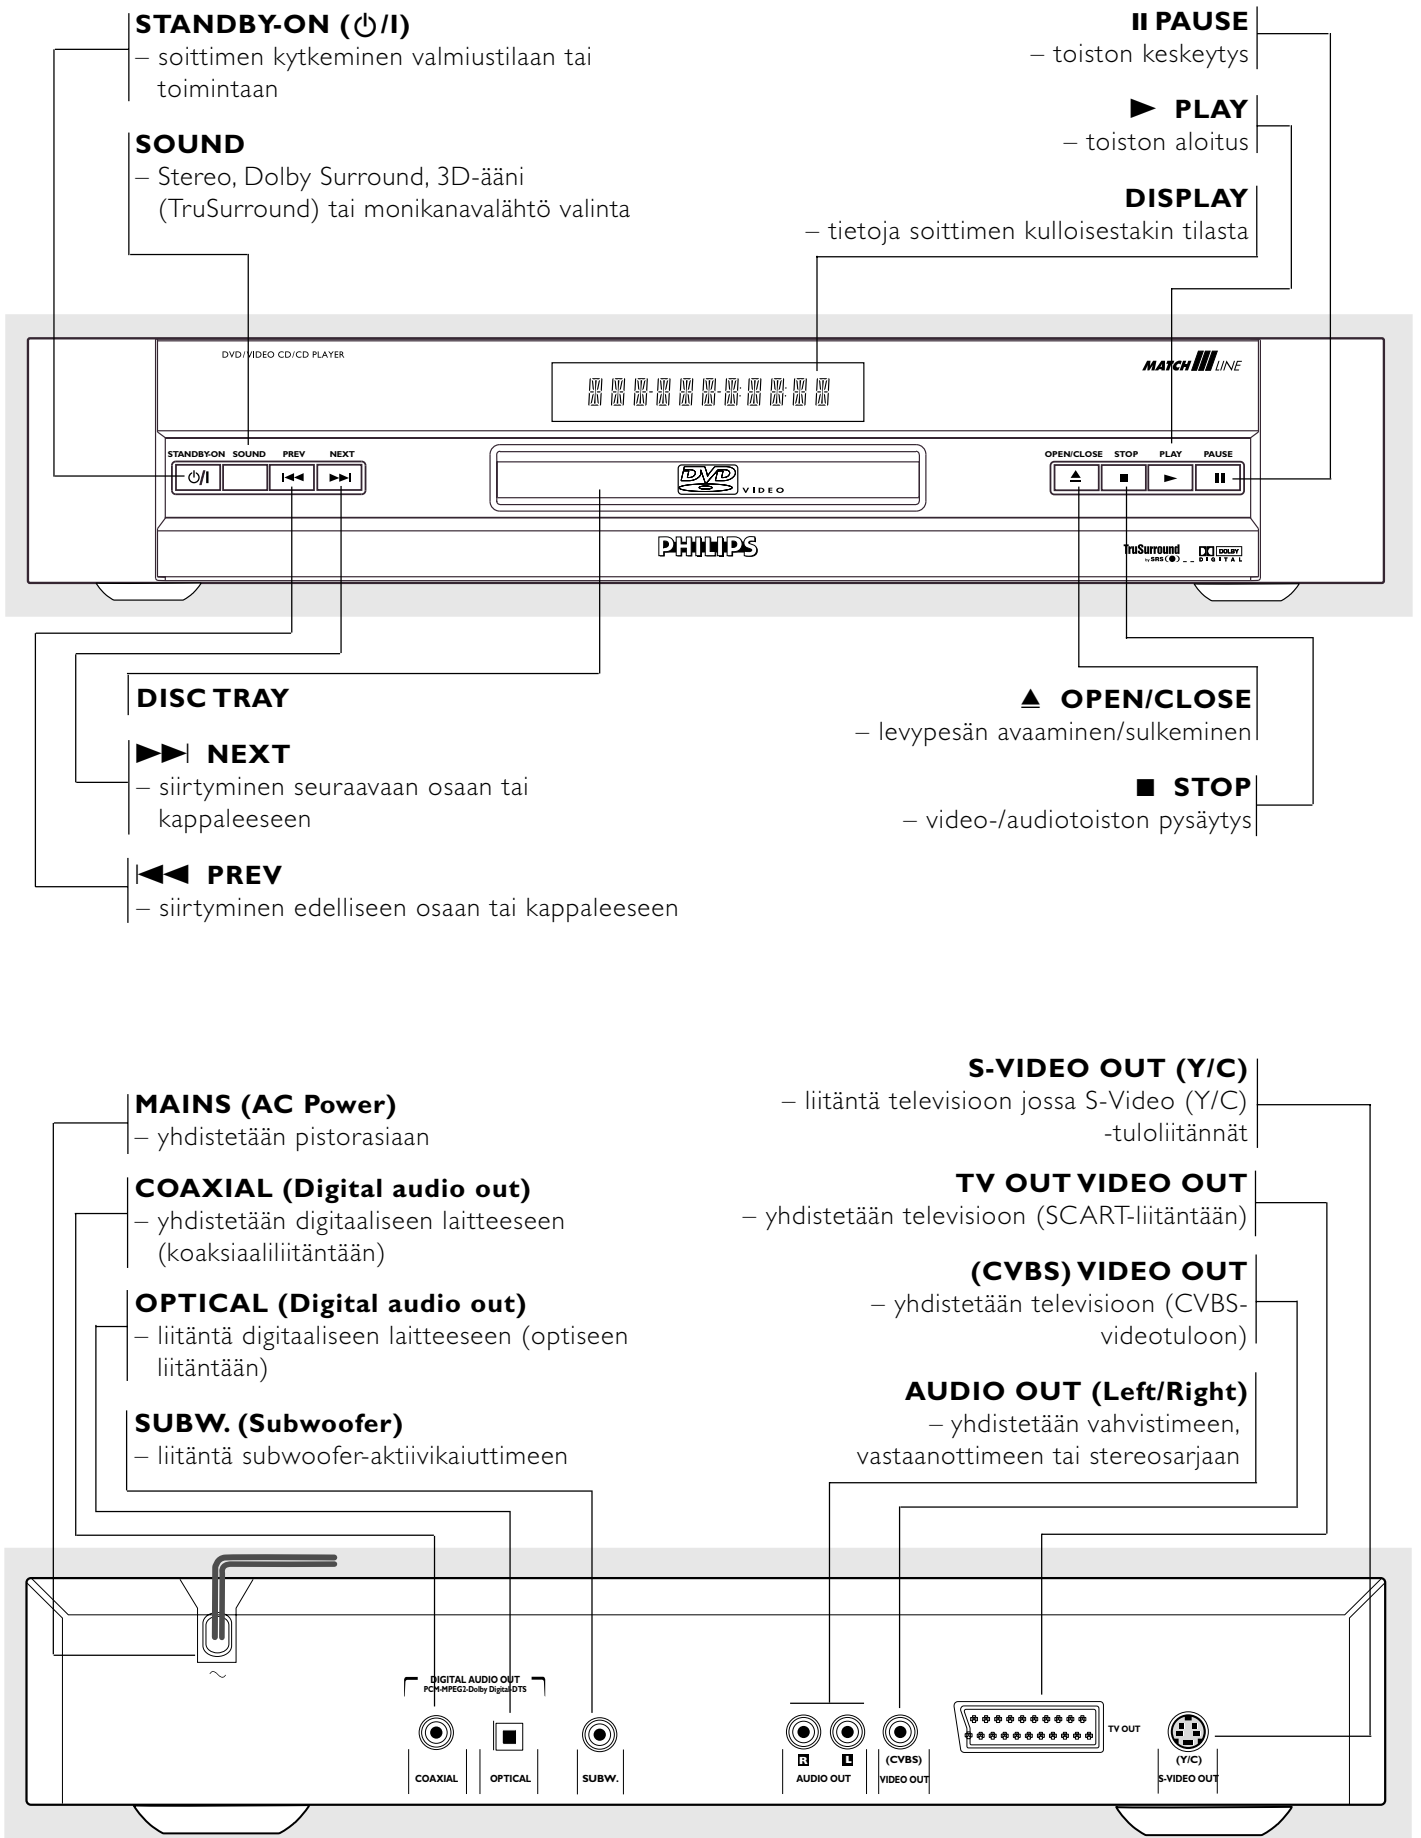 STANDBY-ON (⏻/I)
– soittimen kytkeminen valmiustilaan tai
toimintaan
SOUND
– Stereo, Dolby Surround, 3D-ääni
(TruSurround) tai monikanavalähtö valinta
II PAUSE
– toiston keskeytys
► PLAY
– toiston aloitus
DISPLAY
– tietoja soittimen kulloisestakin tilasta
DVD/VIDEO CD/CD PLAYER
MATCH LINE
STANDBY-ON SOUND PREV NEXT
⏻/I
DVD
VIDEO
OPEN/CLOSE STOP PLAY PAUSE
PHILIPS
TruSurround
by SRS
DOLBY
DIGITAL
DISC TRAY
►►| NEXT
– siirtyminen seuraavaan osaan tai
kappaleeseen
|◄◄ PREV
– siirtyminen edelliseen osaan tai kappaleeseen
▲ OPEN/CLOSE
– levypesän avaaminen/sulkeminen
■ STOP
– video-/audiotoiston pysäytys
MAINS (AC Power)
– yhdistetään pistorasiaan
COAXIAL (Digital audio out)
– yhdistetään digitaaliseen laitteeseen
(koaksiaaliliitäntään)
OPTICAL (Digital audio out)
– liitäntä digitaaliseen laitteeseen (optiseen
liitäntään)
SUBW. (Subwoofer)
– liitäntä subwoofer-aktiivikaiuttimeen
S-VIDEO OUT (Y/C)
– liitäntä televisioon jossa S-Video (Y/C)
-tuloliitännät
TV OUT VIDEO OUT
– yhdistetään televisioon (SCART-liitäntään)
(CVBS) VIDEO OUT
– yhdistetään televisioon (CVBS-
videotuloon)
AUDIO OUT (Left/Right)
– yhdistetään vahvistimeen,
vastaanottimeen tai stereosarjaan
DIGITAL AUDIO OUT
PCM-MPEG2-Dolby Digital-DTS
COAXIAL
OPTICAL
SUBW.
R L
AUDIO OUT
(CVBS)
VIDEO OUT
TV OUT
(Y/C)
S-VIDEO OUT